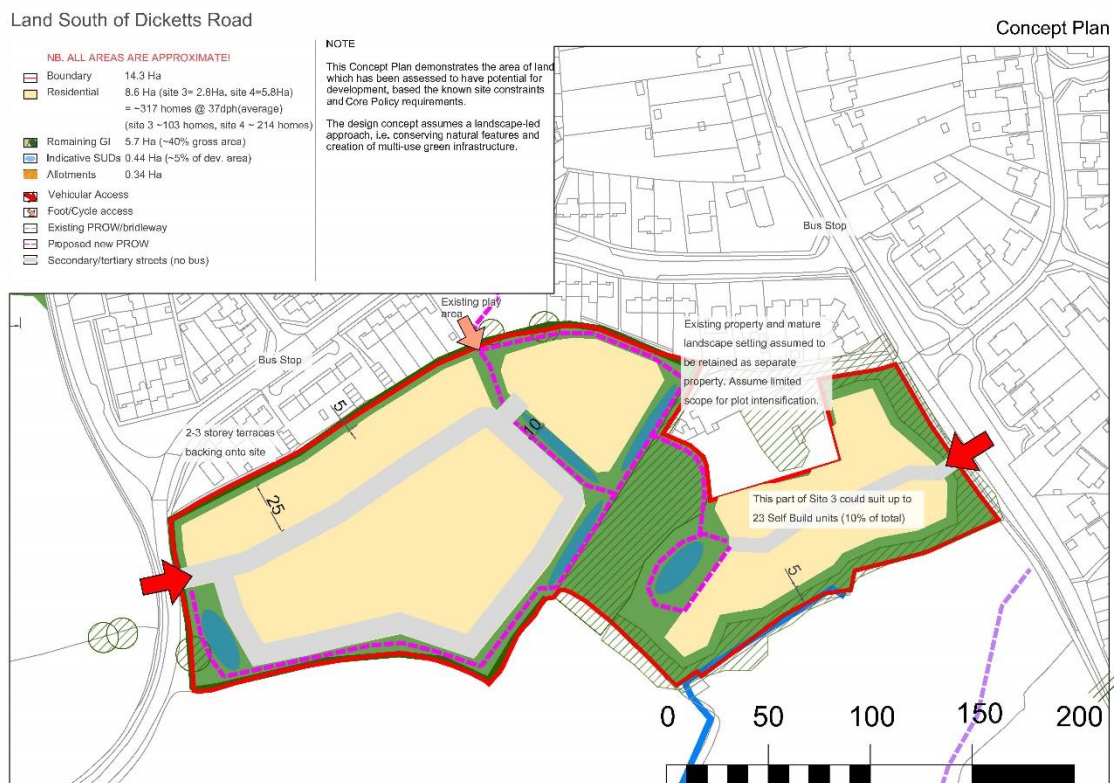 Land South of Dicketts Road
Concept Plan
NB. ALL AREAS ARE APPROXIMATE!
Boundary 14.3 Ha
Residential 8.6 Ha (site 3= 2.8Ha, site 4=5.8Ha)
= ~317 homes @ 37dph(average)
(site 3 ~103 homes, site 4 ~ 214 homes)
Remaining GI 5.7 Ha (~40% gross area)
Indicative SUDs 0.44 Ha (~5% of dev. area)
Allotments 0.34 Ha
Vehicular Access
Foot/Cycle access
Existing PROW/bridleway
Proposed new PROW
Secondary/tertiary streets (no bus)
NOTE
This Concept Plan demonstrates the area of land
which has been assessed to have potential for
development, based the known site constraints
and Core Policy requirements.
The design concept assumes a landscape-led
approach, i.e. conserving natural features and
creation of multi-use green infrastructure.
Bus Stop
Existing play
area
Existing property and mature
landscape setting assumed to
be retained as separate
property. Assume limited
scope for plot intensification.
Bus Stop
5
2-3 storey terraces
backing onto site
10
25
This part of Site 3 could suit up to
23 Self Build units (10% of total)
5
0 50 100 150 200